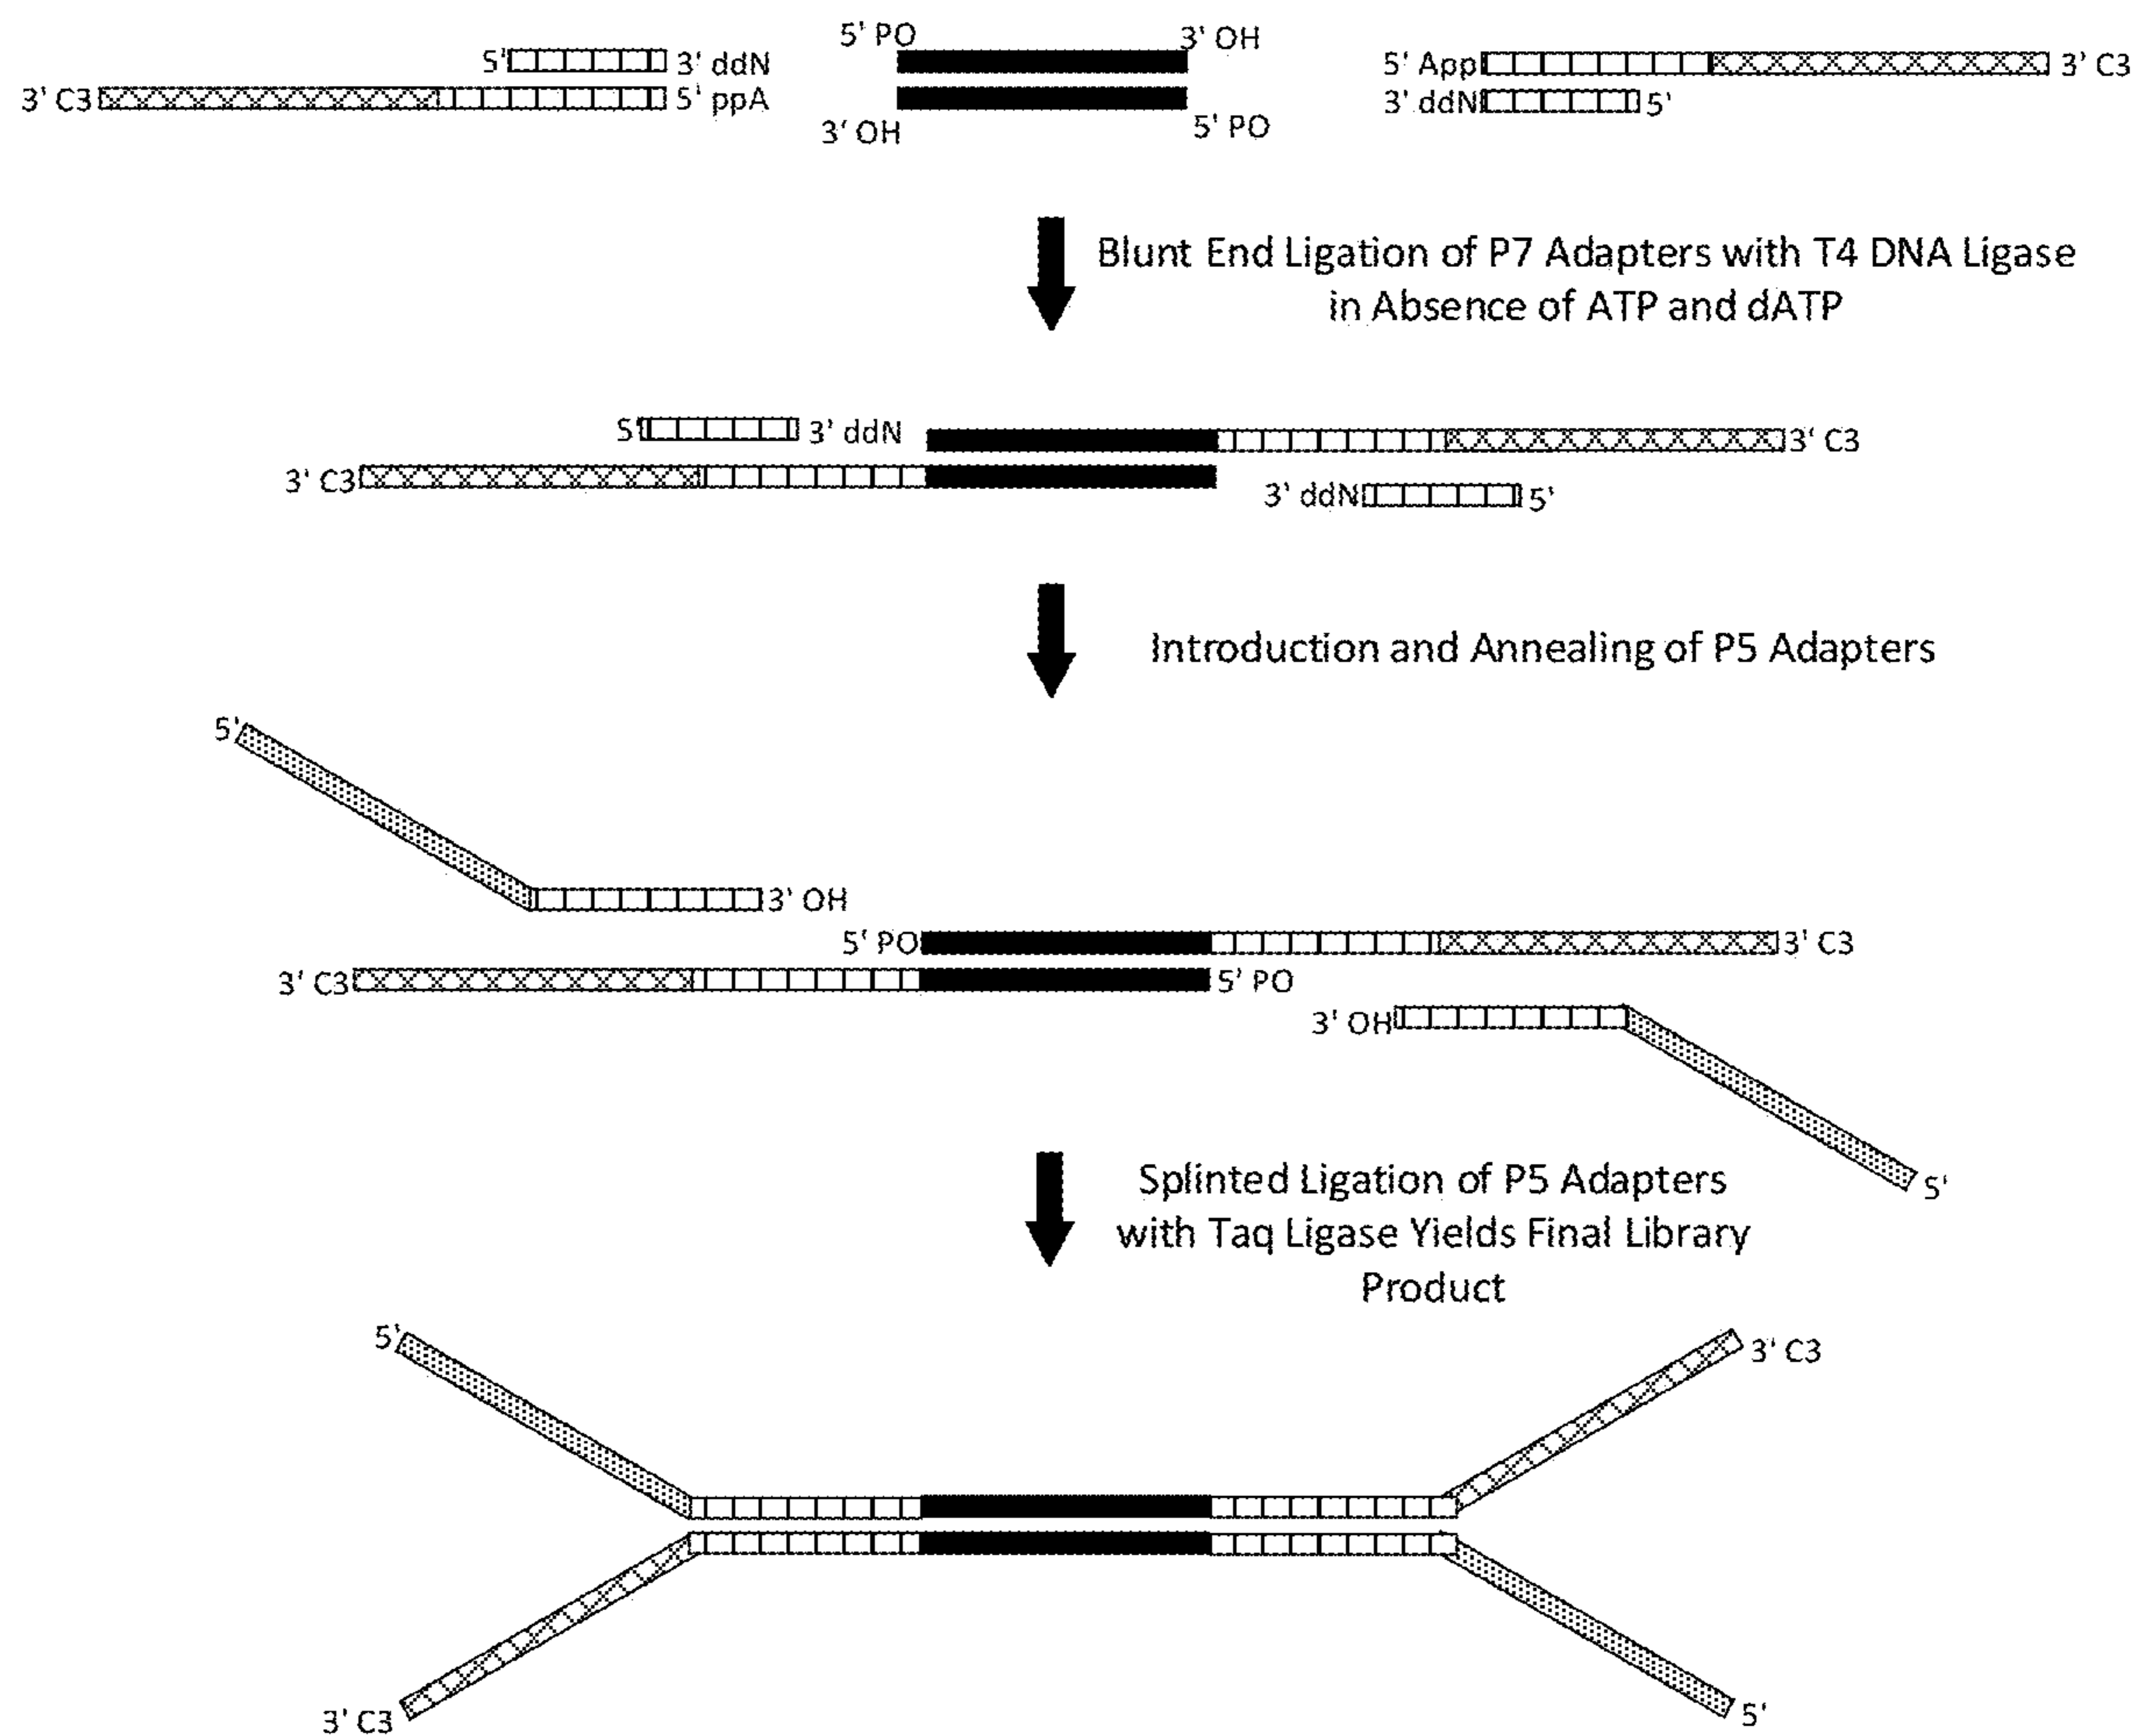 5' PO 3' OH
5' 3' ddN 5' App 3' C3
3' C3 5' ppA 3' ddN 5'
3' OH 5' PO
Blunt End Ligation of P7 Adapters with T4 DNA Ligase
in Absence of ATP and dATP
5' 3' ddN 3' C3
3' C3 3' ddN 5'
Introduction and Annealing of P5 Adapters
5'
3' OH
5' PO 3' C3
3' C3 5' PO
3' OH
5'
Splinted Ligation of P5 Adapters
with Taq Ligase Yields Final Library
Product
5' 3' C3
3' C3 5'